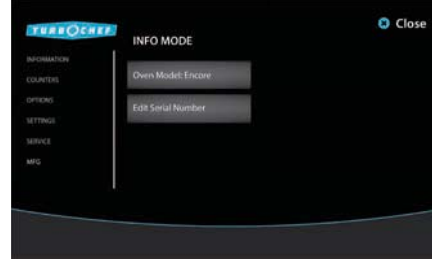 TURBOCHEF
Close
INFO MODE
INFORMATION
COUNTERS
OPTIONS
SETTINGS
SERVICE
MFG
Oven Model: Encore
Edit Serial Number